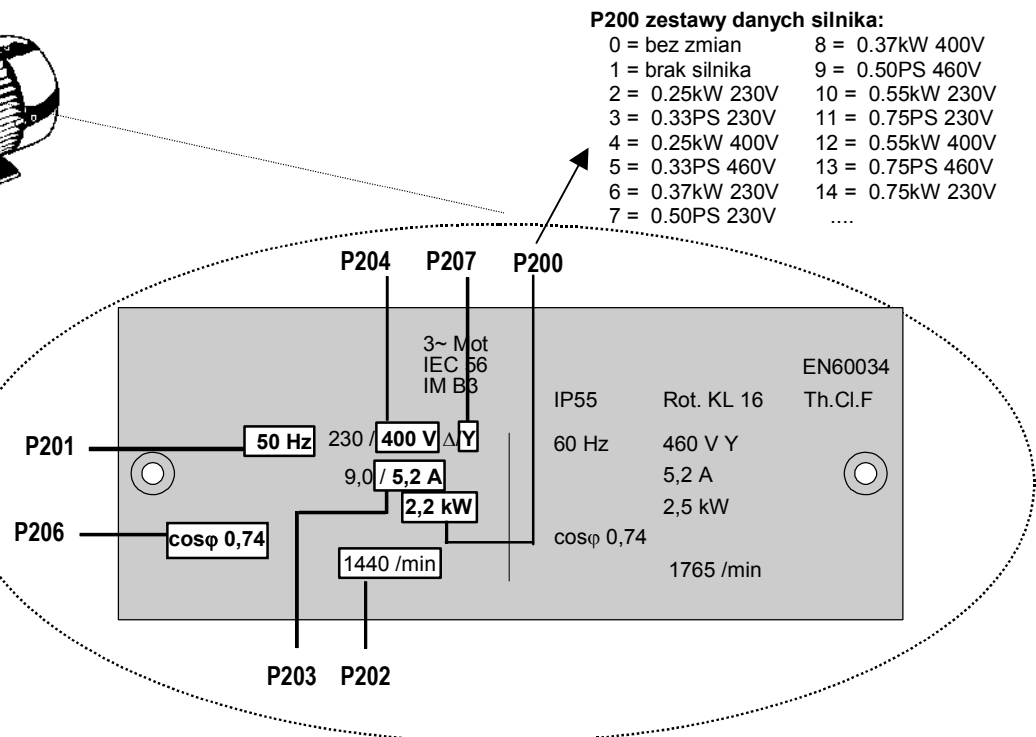 P200 zestawy danych silnika:
0 = bez zmian 8 = 0.37kW 400V
1 = brak silnika 9 = 0.50PS 460V
2 = 0.25kW 230V 10 = 0.55kW 230V
3 = 0.33PS 230V 11 = 0.75PS 230V
4 = 0.25kW 400V 12 = 0.55kW 400V
5 = 0.33PS 460V 13 = 0.75PS 460V
6 = 0.37kW 230V 14 = 0.75kW 230V
7 = 0.50PS 230V ....
P204 P207 P200
3~ Mot
IEC 56
IM B3
EN60034
IP55 Rot. KL 16 Th.Cl.F
P201 50 Hz 230 / 400 V Δ/Y 60 Hz 460 V Y
9,0 / 5,2 A 5,2 A
2,2 kW 2,5 kW
P206 cosφ 0,74 cosφ 0,74
1440 /min 1765 /min
P203 P202